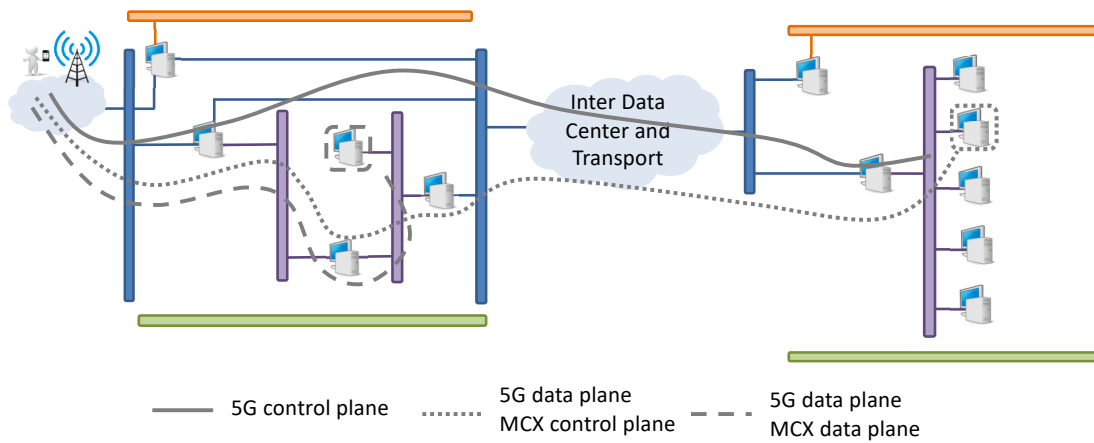 Inter Data
Center and
Transport
5G control plane
5G data plane
MCX control plane
5G data plane
MCX data plane